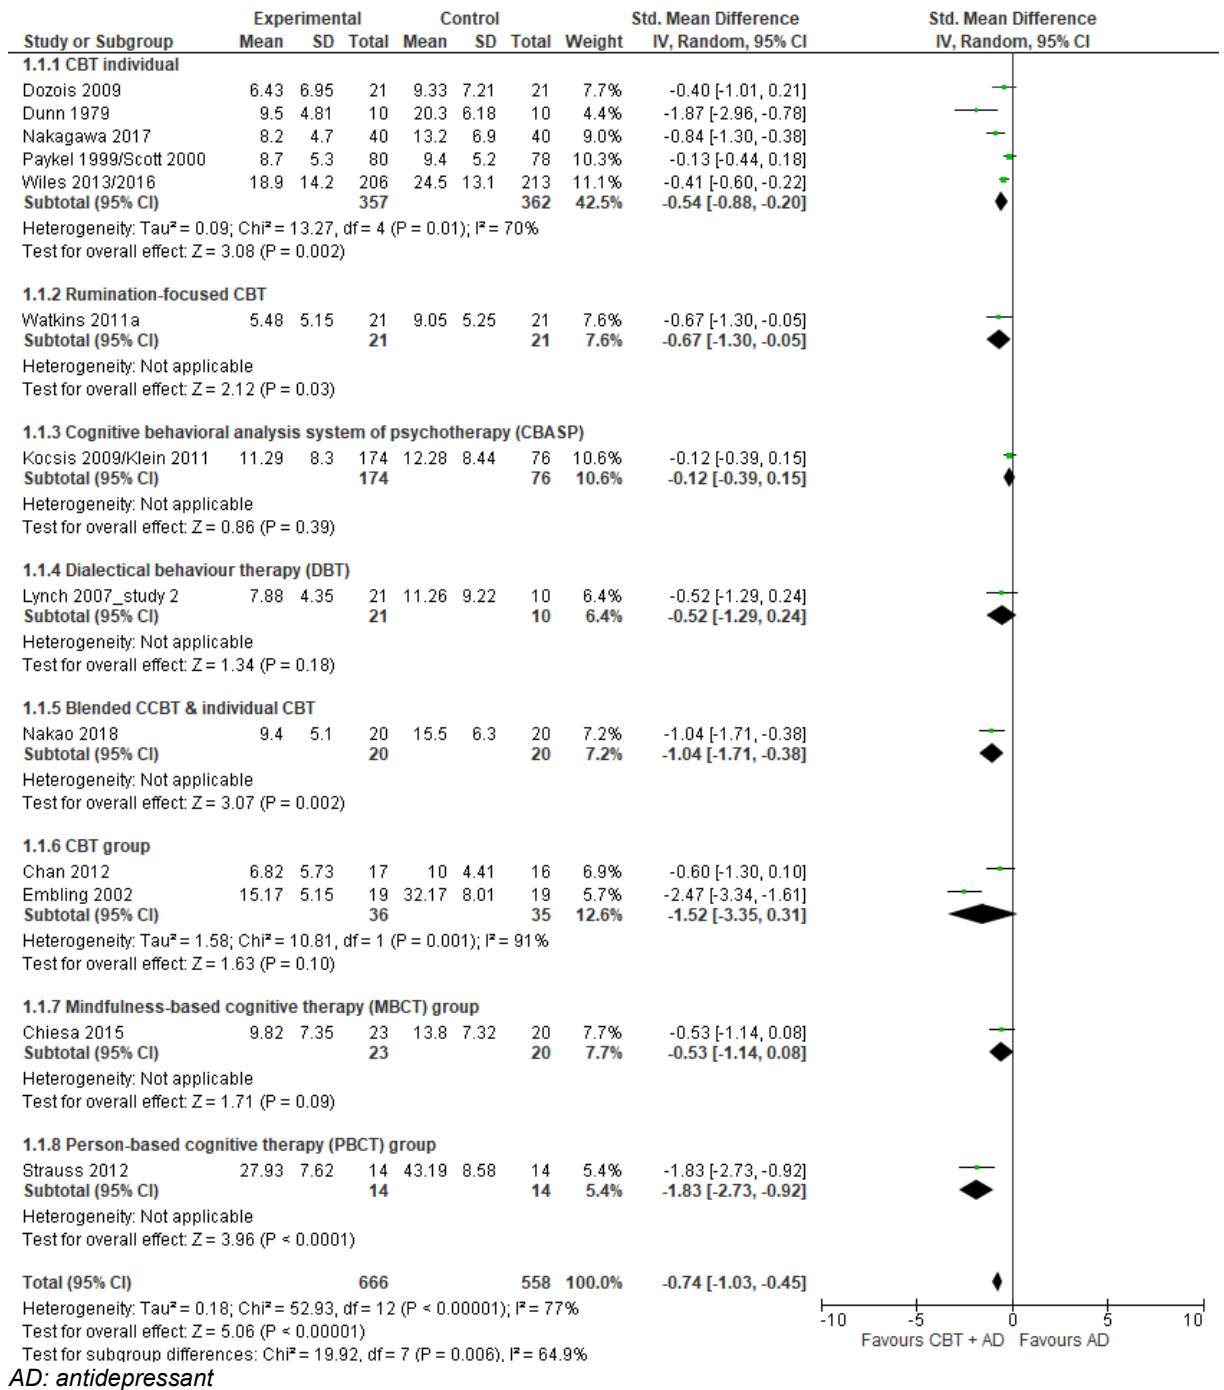 Experimental Control Std. Mean Difference Std. Mean Difference
Study or Subgroup Mean SD Total Mean SD Total Weight IV, Random, 95% CI IV, Random, 95% CI
1.1.1 CBT individual
Dozois 2009 6.43 6.95 21 9.33 7.21 21 7.7% -0.40 [-1.01, 0.21]
Dunn 1979 9.5 4.81 10 20.3 6.18 10 4.4% -1.87 [-2.96, -0.78]
Nakagawa 2017 8.2 4.7 40 13.2 6.9 40 9.0% -0.84 [-1.30, -0.38]
Paykel 1999/Scott 2000 8.7 5.3 80 9.4 5.2 78 10.3% -0.13 [-0.44, 0.18]
Wiles 2013/2016 18.9 14.2 206 24.5 13.1 213 11.1% -0.41 [-0.60, -0.22]
Subtotal (95% CI) 357 362 42.5% -0.54 [-0.88, -0.20]
Heterogeneity: Tau² = 0.09; Chi² = 13.27, df = 4 (P = 0.01); I² = 70%
Test for overall effect: Z = 3.08 (P = 0.002)
1.1.2 Rumination-focused CBT
Watkins 2011a 5.48 5.15 21 9.05 5.25 21 7.6% -0.67 [-1.30, -0.05]
Subtotal (95% CI) 21 21 7.6% -0.67 [-1.30, -0.05]
Heterogeneity: Not applicable
Test for overall effect: Z = 2.12 (P = 0.03)
1.1.3 Cognitive behavioral analysis system of psychotherapy (CBASP)
Kocsis 2009/Klein 2011 11.29 8.3 174 12.28 8.44 76 10.6% -0.12 [-0.39, 0.15]
Subtotal (95% CI) 174 76 10.6% -0.12 [-0.39, 0.15]
Heterogeneity: Not applicable
Test for overall effect: Z = 0.86 (P = 0.39)
1.1.4 Dialectical behaviour therapy (DBT)
Lynch 2007_study 2 7.88 4.35 21 11.26 9.22 10 6.4% -0.52 [-1.29, 0.24]
Subtotal (95% CI) 21 10 6.4% -0.52 [-1.29, 0.24]
Heterogeneity: Not applicable
Test for overall effect: Z = 1.34 (P = 0.18)
1.1.5 Blended CCBT & individual CBT
Nakao 2018 9.4 5.1 20 15.5 6.3 20 7.2% -1.04 [-1.71, -0.38]
Subtotal (95% CI) 20 20 7.2% -1.04 [-1.71, -0.38]
Heterogeneity: Not applicable
Test for overall effect: Z = 3.07 (P = 0.002)
1.1.6 CBT group
Chan 2012 6.82 5.73 17 10 4.41 16 6.9% -0.60 [-1.30, 0.10]
Embling 2002 15.17 5.15 19 32.17 8.01 19 5.7% -2.47 [-3.34, -1.61]
Subtotal (95% CI) 36 35 12.6% -1.52 [-3.35, 0.31]
Heterogeneity: Tau² = 1.58; Chi² = 10.81, df = 1 (P = 0.001); I² = 91%
Test for overall effect: Z = 1.63 (P = 0.10)
1.1.7 Mindfulness-based cognitive therapy (MBCT) group
Chiesa 2015 9.82 7.35 23 13.8 7.32 20 7.7% -0.53 [-1.14, 0.08]
Subtotal (95% CI) 23 20 7.7% -0.53 [-1.14, 0.08]
Heterogeneity: Not applicable
Test for overall effect: Z = 1.71 (P = 0.09)
1.1.8 Person-based cognitive therapy (PBCT) group
Strauss 2012 27.93 7.62 14 43.19 8.58 14 5.4% -1.83 [-2.73, -0.92]
Subtotal (95% CI) 14 14 5.4% -1.83 [-2.73, -0.92]
Heterogeneity: Not applicable
Test for overall effect: Z = 3.96 (P < 0.0001)
Total (95% CI) 666 558 100.0% -0.74 [-1.03, -0.45]
Heterogeneity: Tau² = 0.18; Chi² = 52.93, df = 12 (P < 0.00001); I² = 77%
Test for overall effect: Z = 5.06 (P < 0.00001)
Test for subgroup differences: Chi² = 19.92, df = 7 (P = 0.006), I² = 64.9%
-10 -5 0 5 10
Favours CBT + AD Favours AD
AD: antidepressant